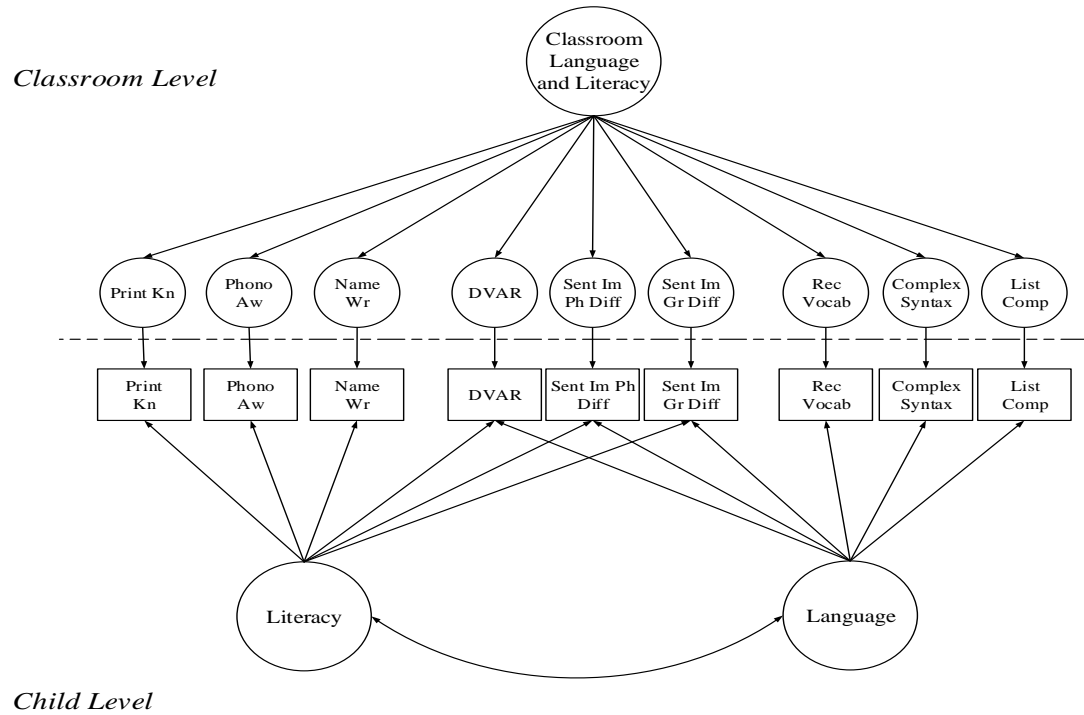 Classroom
Language
and Literacy
Classroom Level
Print Kn
Phono
Aw
Name
Wr
DVAR
Sent Im
Ph Diff
Sent Im
Gr Diff
Rec
Vocab
Complex
Syntax
List
Comp
Print
Kn
Phono
Aw
Name
Wr
DVAR
Sent Im Ph
Diff
Sent Im
Gr Diff
Rec
Vocab
Complex
Syntax
List
Comp
Literacy
Language
Child Level